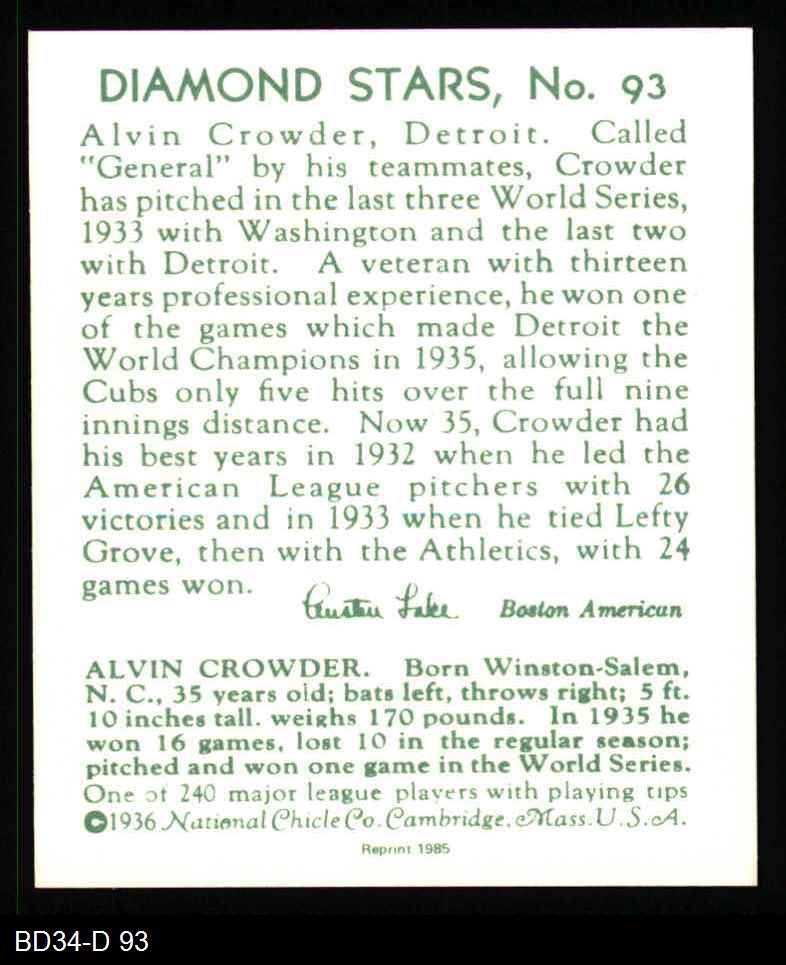 DIAMOND STARS, No. 93
Alvin Crowder, Detroit. Called
"General" by his teammates, Crowder
has pitched in the last three World Series,
1933 with Washington and the last two
with Detroit. A veteran with thirteen
years professional experience, he won one
of the games which made Detroit the
World Champions in 1935, allowing the
Cubs only five hits over the full nine
innings distance. Now 35, Crowder had
his best years in 1932 when he led the
American League pitchers with 26
victories and in 1933 when he tied Lefty
Grove, then with the Athletics, with 24
games won.
Austen Lake Boston American
ALVIN CROWDER. Born Winston-Salem,
N. C., 35 years old; bats left, throws right; 5 ft.
10 inches tall. weighs 170 pounds. In 1935 he
won 16 games, lost 10 in the regular season;
pitched and won one game in the World Series.
One of 240 major league players with playing tips
©1936 National Chicle Co. Cambridge, Mass. U.S.A.
Reprint 1985
BD34-D 93